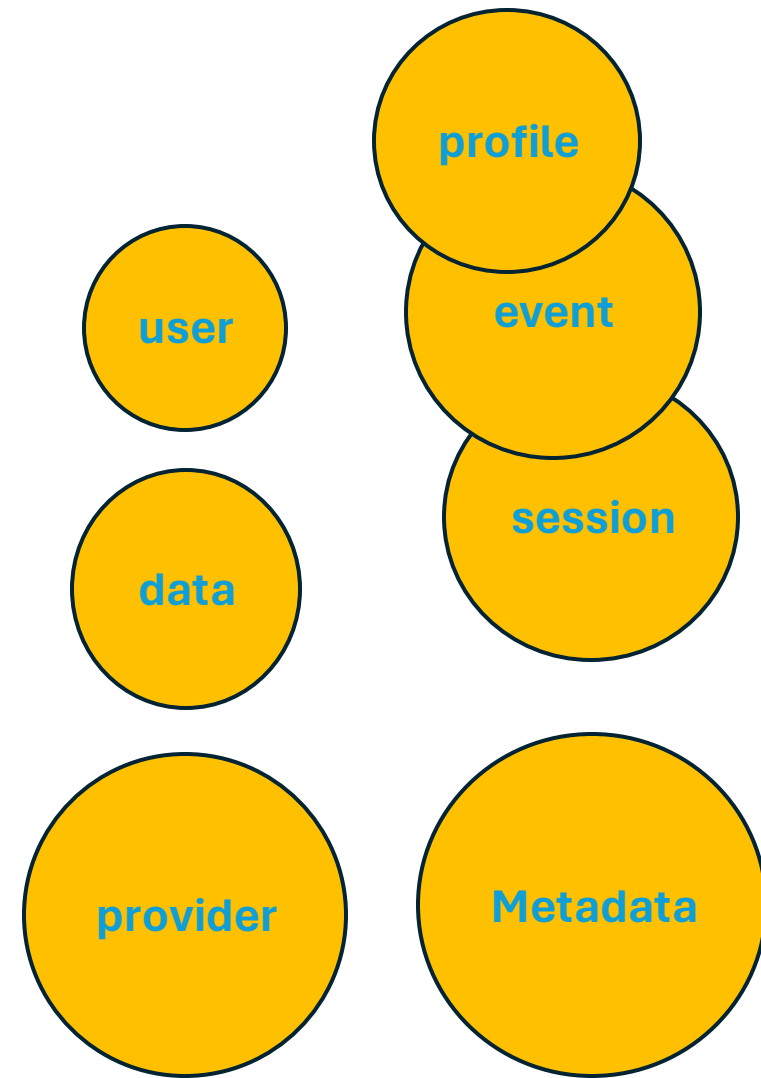 profile
event
user
session
data
provider
Metadata